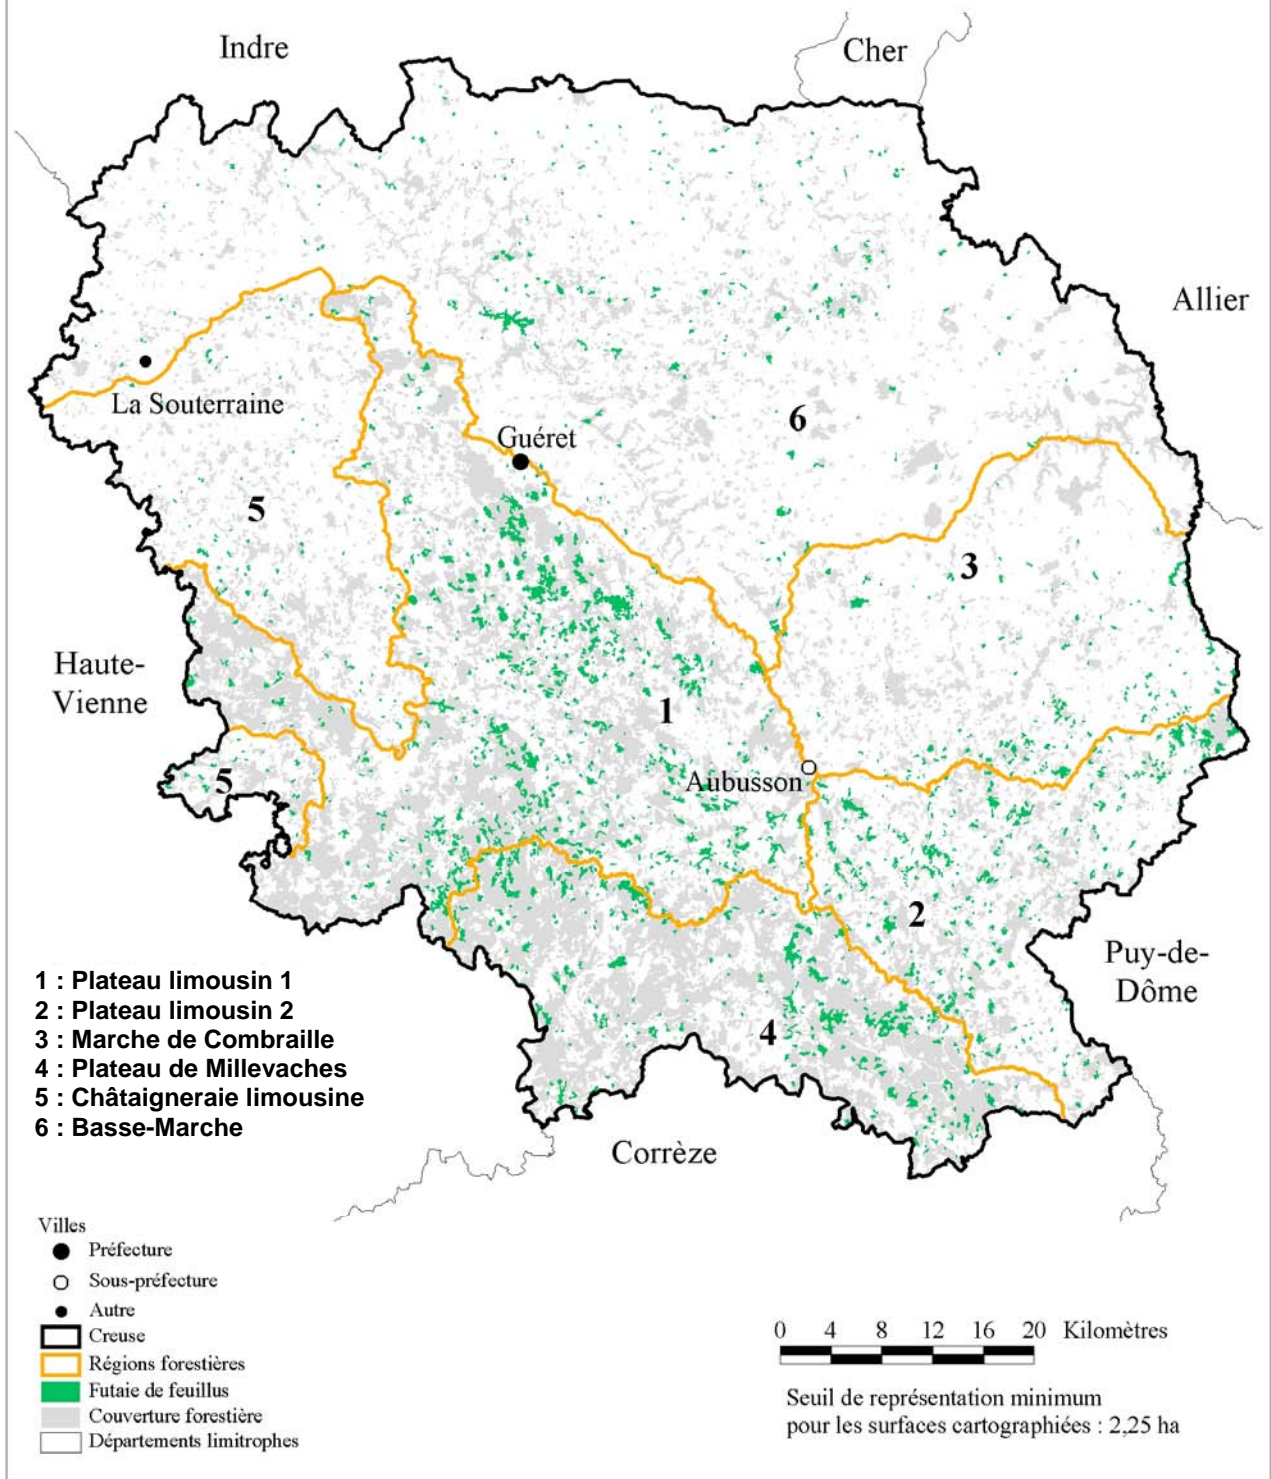 Indre
Cher
Allier
La Souterraine
Guéret
6
5
3
Haute-
Vienne
1
5
Aubusson
2
Puy-de-
Dôme
4
1 : Plateau limousin 1
2 : Plateau limousin 2
3 : Marche de Combraille
4 : Plateau de Millevaches
5 : Châtaigneraie limousine
6 : Basse-Marche
Corrèze
Villes
Préfecture
Sous-préfecture
Autre
Creuse
Régions forestières
Futaie de feuillus
Couverture forestière
Départements limitrophes
0 4 8 12 16 20 Kilomètres
Seuil de représentation minimum
pour les surfaces cartographiées : 2,25 ha